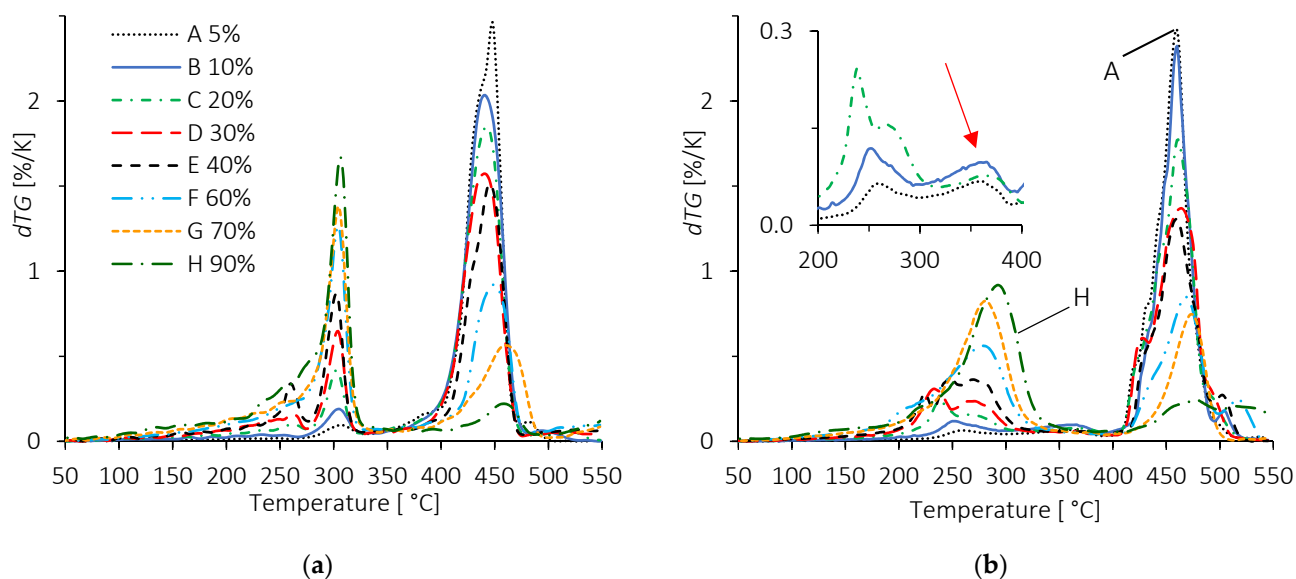 dTG [%/K]
2
1
0
A 5%
B 10%
C 20%
D 30%
E 40%
F 60%
G 70%
H 90%
50 100 150 200 250 300 350 400 450 500 550
Temperature [ °C]
(a)
dTG [%/K]
2
1
0
0.3
0.0
200 300 400
A
H
50 100 150 200 250 300 350 400 450 500 550
Temperature [ °C]
(b)